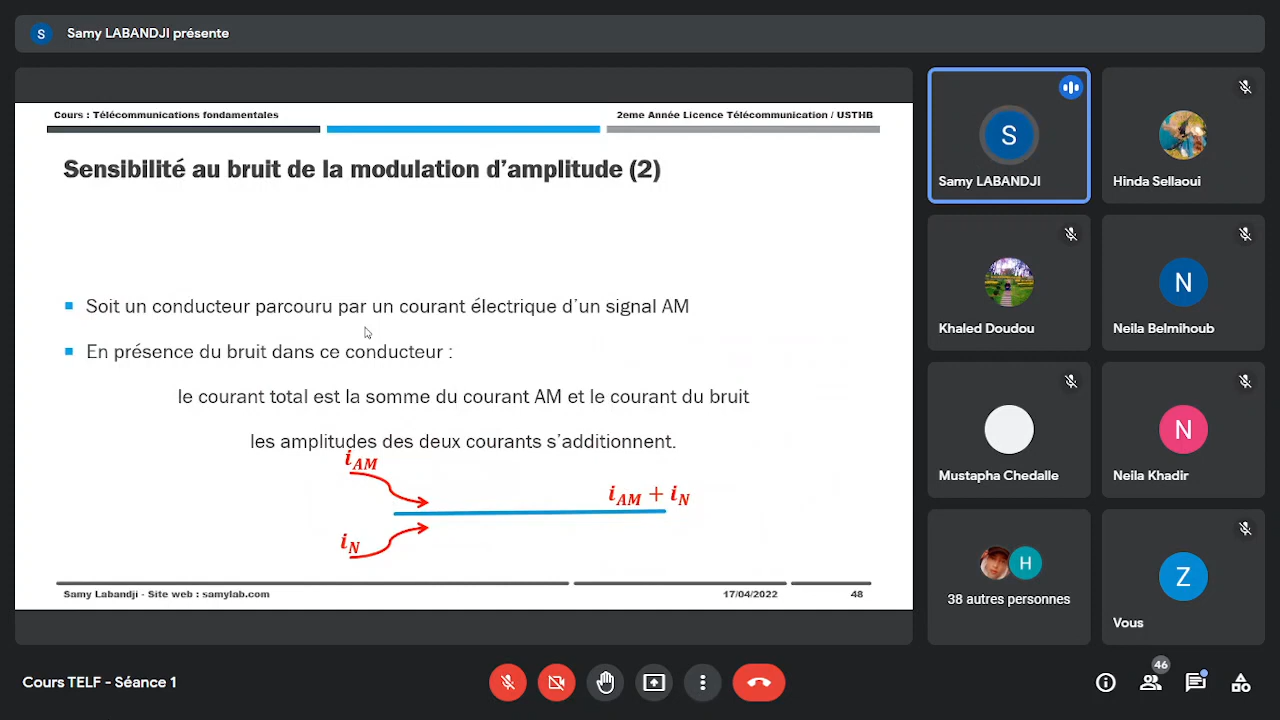 S Samy LABANDJI présente
Cours : Télécommunications fondamentales
2eme Année Licence Télécommunication / USTHB
Sensibilité au bruit de la modulation d'amplitude (2)
Soit un conducteur parcouru par un courant électrique d'un signal AM
En présence du bruit dans ce conducteur :
le courant total est la somme du courant AM et le courant du bruit
les amplitudes des deux courants s'additionnent.
i_AM
i_AM + i_N
i_N
Samy Labandji - Site web : samylab.com
17/04/2022
48
S
Samy LABANDJI
Hinda Sellaoui
Khaled Doudou
N
Neila Belmihoub
Mustapha Chedalle
N
Neila Khadir
H
38 autres personnes
Z
Vous
Cours TELF - Séance 1
46